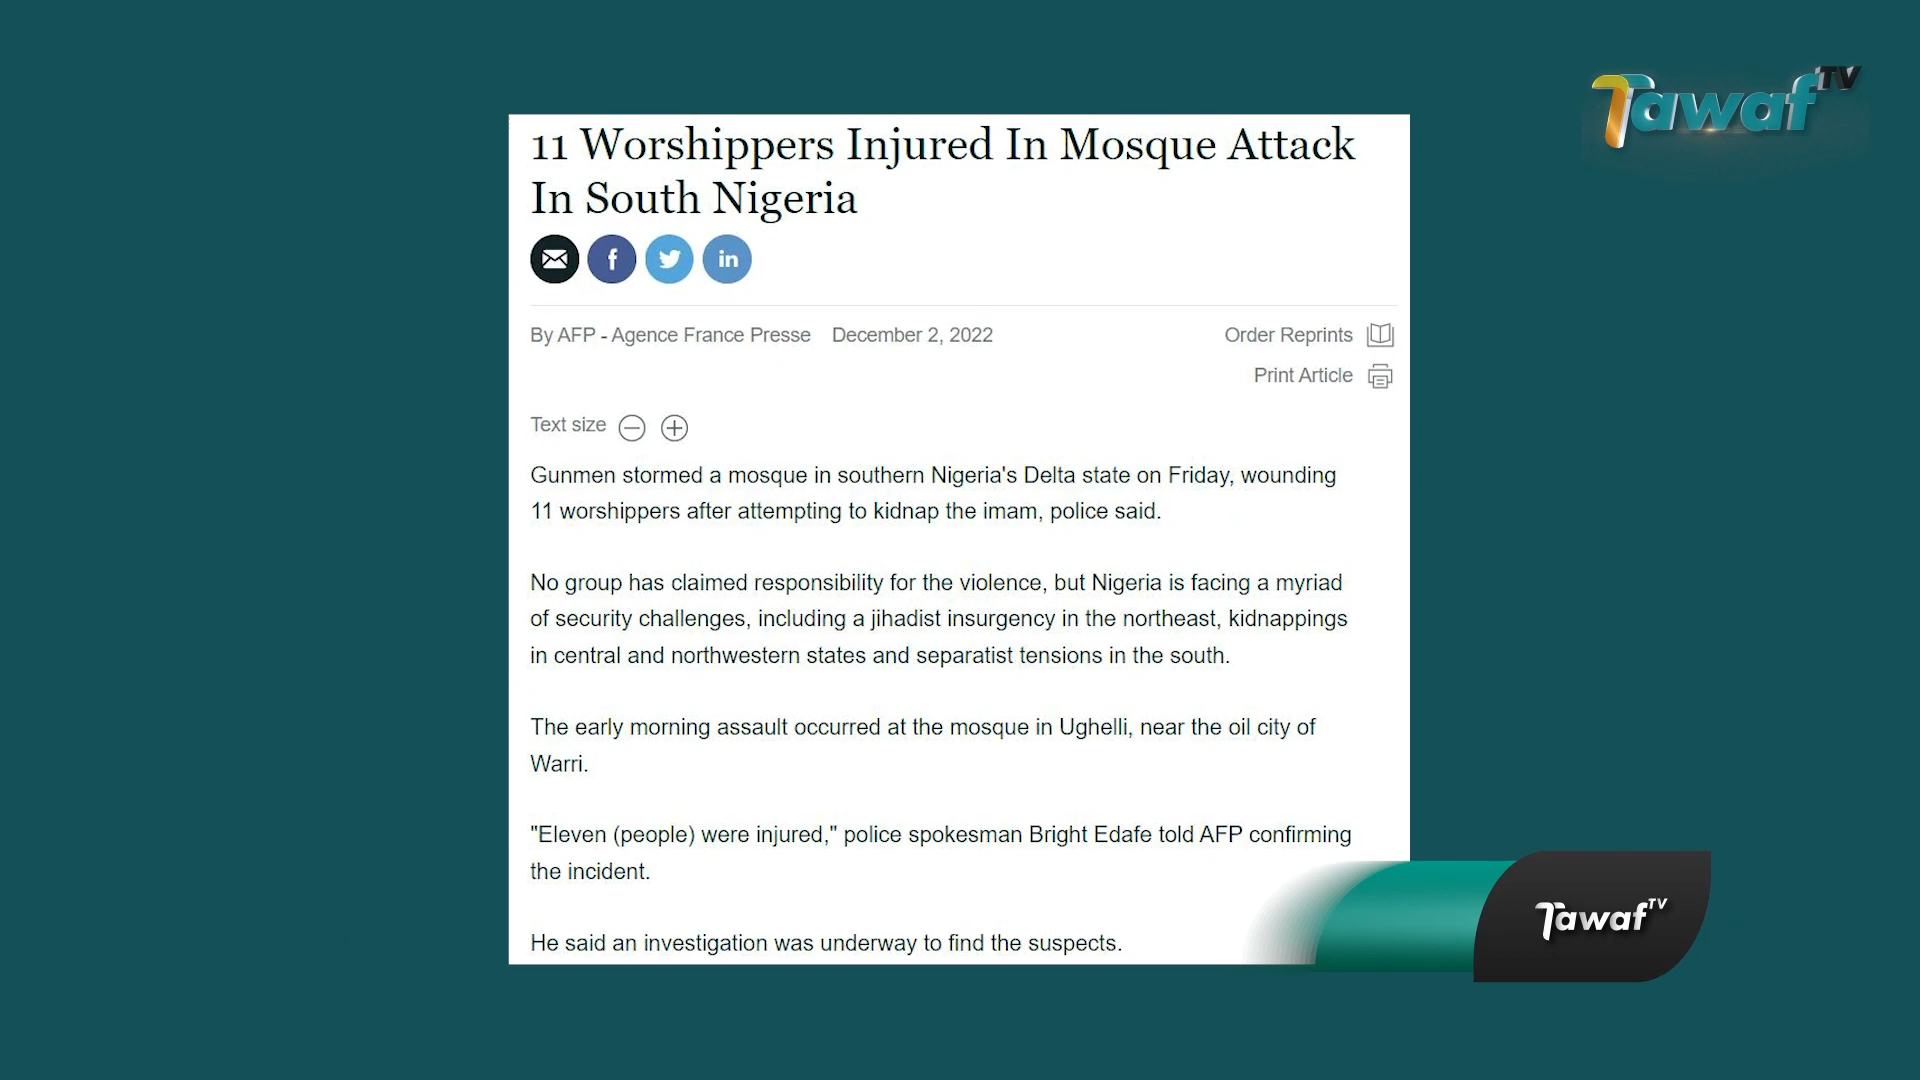 Tawaf TV
11 Worshippers Injured In Mosque Attack
In South Nigeria
f
in
By AFP - Agence France Presse December 2, 2022
Order Reprints
Print Article
Text size
Gunmen stormed a mosque in southern Nigeria's Delta state on Friday, wounding
11 worshippers after attempting to kidnap the imam, police said.
No group has claimed responsibility for the violence, but Nigeria is facing a myriad
of security challenges, including a jihadist insurgency in the northeast, kidnappings
in central and northwestern states and separatist tensions in the south.
The early morning assault occurred at the mosque in Ughelli, near the oil city of
Warri.
"Eleven (people) were injured," police spokesman Bright Edafe told AFP confirming
the incident.
He said an investigation was underway to find the suspects.
Tawaf TV